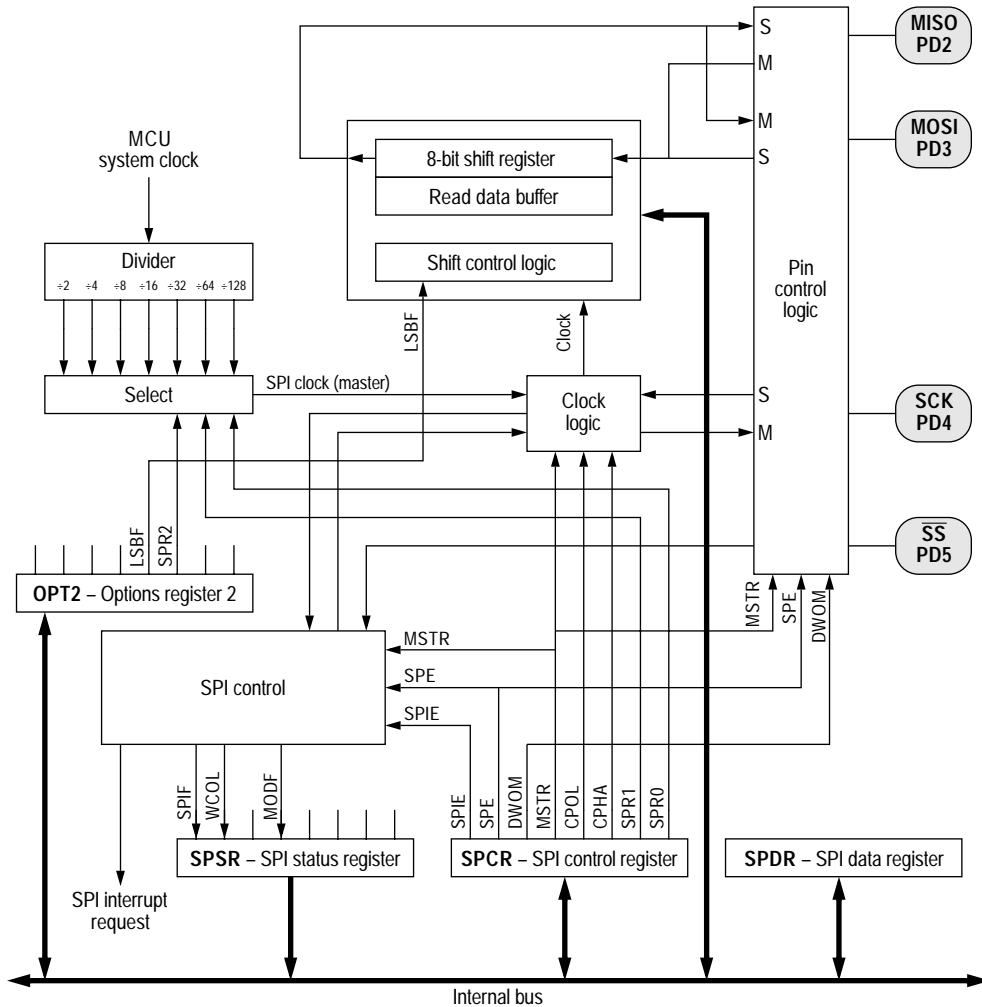 S
MISO
PD2
M
M
MOSI
PD3
S
MCU
system clock
8-bit shift register
Read data buffer
Divider
÷2 ÷4 ÷8 ÷16 ÷32 ÷64 ÷128
Shift control logic
Pin
control
logic
LSBF
Clock
Select
SPI clock (master)
Clock
logic
S
M
SCK
PD4
LSBF
SPR2
SS
PD5
OPT2 – Options register 2
MSTR
SPE
DWOM
MSTR
SPE
SPIE
SPI control
SPIF
WCOL
MODF
SPIE
SPE
DWOM
MSTR
CPOL
CPHA
SPR1
SPR0
SPSR – SPI status register
SPCR – SPI control register
SPDR – SPI data register
SPI interrupt
request
Internal bus